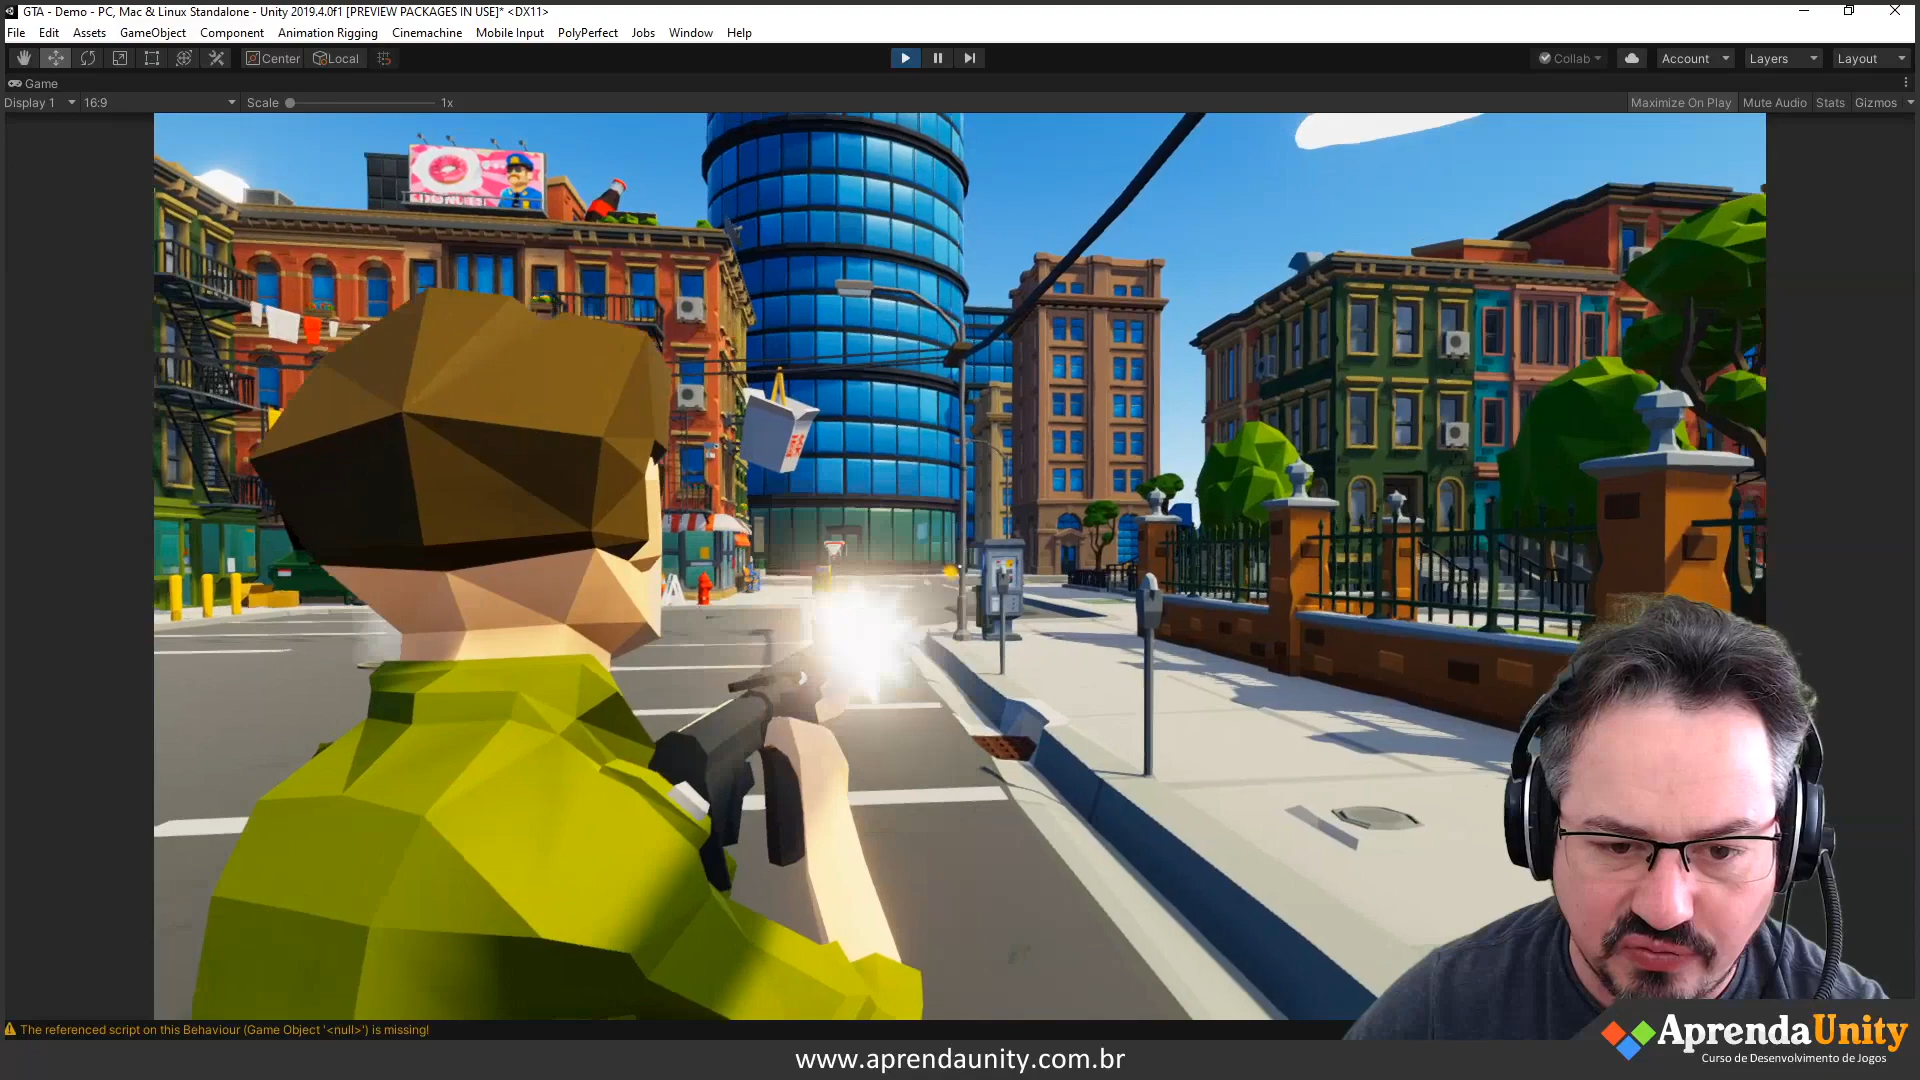 GTA - Demo - PC, Mac & Linux Standalone - Unity 2019.4.0f1 [PREVIEW PACKAGES IN USE]* <DX11>
File Edit Assets GameObject Component Animation Rigging Cinemachine Mobile Input PolyPerfect Jobs Window Help
Center Local Collab Account Layers Layout
Game
Display 1 16:9 Scale 1x Maximize On Play Mute Audio Stats Gizmos
DONUTS
The referenced script on this Behaviour (Game Object '<null>') is missing!
AprendaUnity
Curso de Desenvolvimento de Jogos
www.aprendaunity.com.br